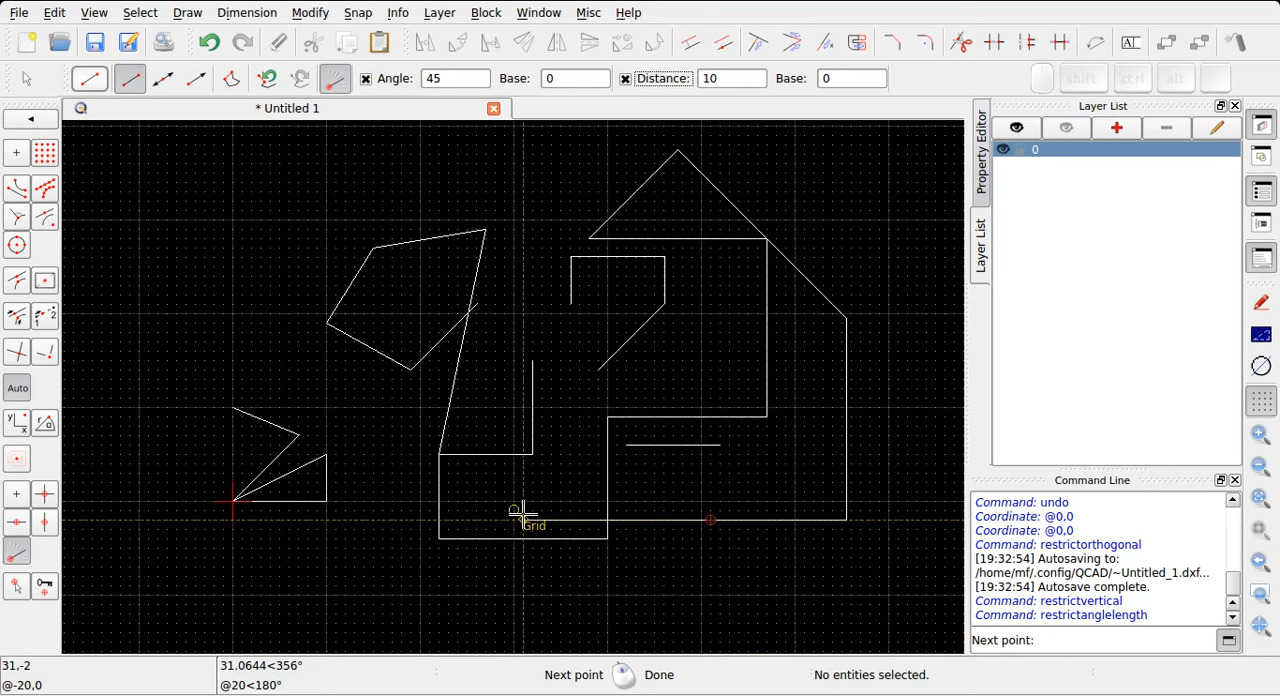 File Edit View Select Draw Dimension Modify Snap Info Layer Block Window Misc Help
Angle: 45 Base: 0 Distance: 10 Base: 0 shift ctrl alt
* Untitled 1
Layer List
0
Property Editor
Layer List
Auto
Grid
Command Line
Command: undo
Coordinate: @0,0
Coordinate: @0,0
Command: restrictorthogonal
[19:32:54] Autosaving to:
/home/mf/.config/QCAD/~Untitled_1.dxf...
[19:32:54] Autosave complete.
Command: restrictvertical
Command: restrictanglelength
Next point:
31,-2
@-20,0
31.0644<356°
@20<180°
Next point Done No entities selected.